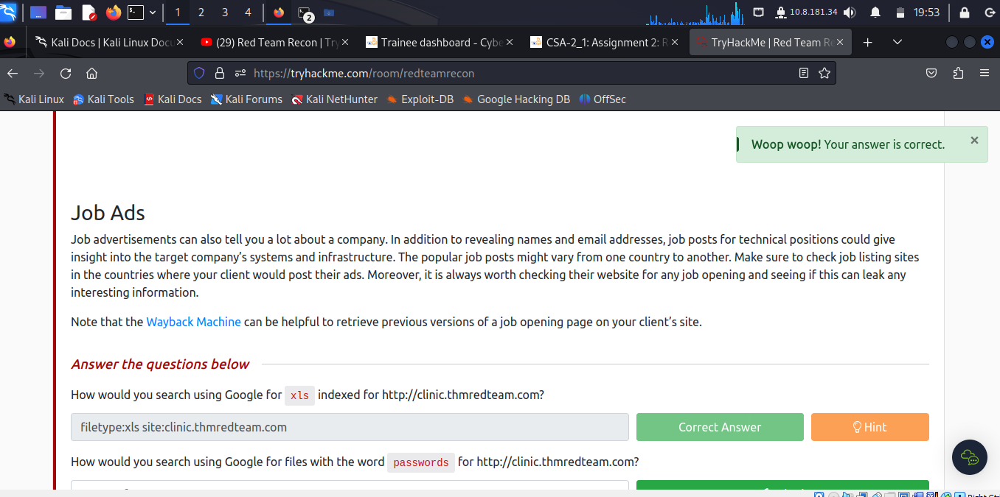 1 2 3 4 2 10.8.181.34 19:53
Kali Docs | Kali Linux Docu (29) Red Team Recon | Try Trainee dashboard - Cybe CSA-2_1: Assignment 2: R TryHackMe | Red Team Re
https://tryhackme.com/room/redteamrecon
Kali Linux Kali Tools Kali Docs Kali Forums Kali NetHunter Exploit-DB Google Hacking DB OffSec
Woop woop! Your answer is correct.
Job Ads
Job advertisements can also tell you a lot about a company. In addition to revealing names and email addresses, job posts for technical positions could give
insight into the target company's systems and infrastructure. The popular job posts might vary from one country to another. Make sure to check job listing sites
in the countries where your client would post their ads. Moreover, it is always worth checking their website for any job opening and seeing if this can leak any
interesting information.
Note that the Wayback Machine can be helpful to retrieve previous versions of a job opening page on your client's site.
Answer the questions below
How would you search using Google for xls indexed for http://clinic.thmredteam.com?
filetype:xls site:clinic.thmredteam.com Correct Answer Hint
How would you search using Google for files with the word passwords for http://clinic.thmredteam.com?